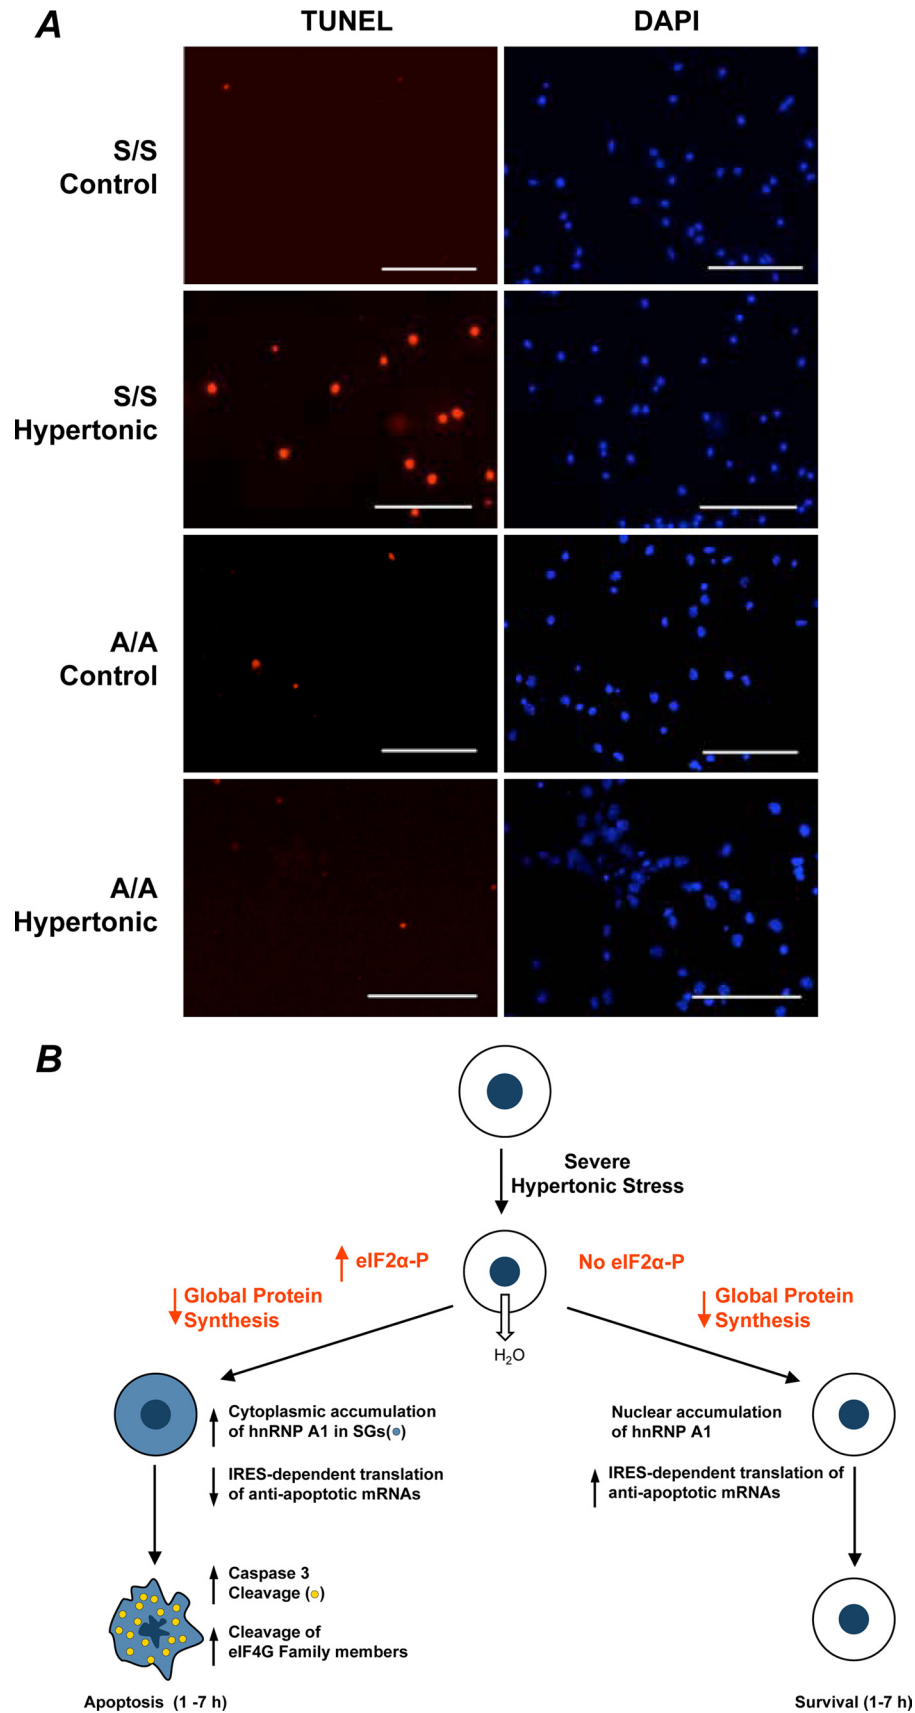 A
TUNEL
DAPI
S/S
Control
S/S
Hypertonic
A/A
Control
A/A
Hypertonic
B
Severe
Hypertonic Stress
eIF2α-P
No eIF2α-P
Global Protein
Synthesis
Global Protein
Synthesis
H₂O
Cytoplasmic accumulation
of hnRNP A1 in SGs( )
IRES-dependent translation
of anti-apoptotic mRNAs
Nuclear accumulation
of hnRNP A1
IRES-dependent translation of
anti-apoptotic mRNAs
Caspase 3
Cleavage ( )
Cleavage of
eIF4G Family members
Apoptosis (1 -7 h)
Survival (1-7 h)